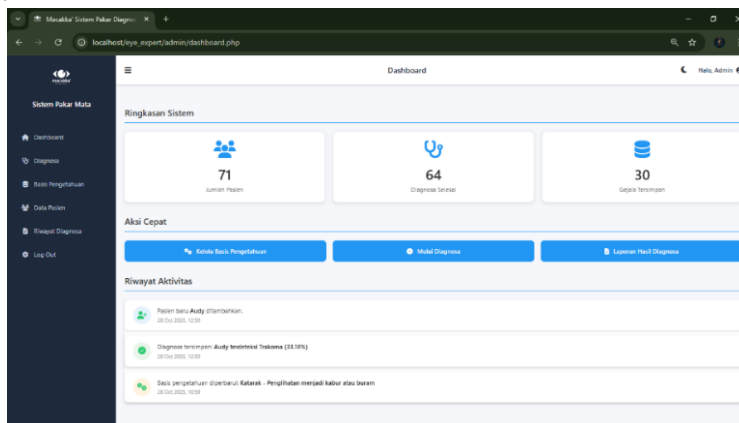 Macakka' Sistem Pakar Diagno
localhost/eye_expert/admin/dashboard.php
Dashboard
Halo, Admin
Sistem Pakar Mata
Dashboard
Diagnosa
Basis Pengetahuan
Data Pasien
Riwayat Diagnosa
Log Out
Ringkasan Sistem
71
Jumlah Pasien
64
Diagnosa Selesai
30
Gejala Tersimpan
Aksi Cepat
Kelola Basis Pengetahuan
Mulai Diagnosa
Laporan Hasil Diagnosa
Riwayat Aktivitas
Pasien baru Audy ditambahkan.
28 Oct 2025, 12:50
Diagnosa tersimpan: Audy terdeteksi Trakoma (33.18%)
28 Oct 2025, 12:50
Basis pengetahuan diperbarui: Katarak - Penglihatan menjadi kabur atau buram
28 Oct 2025, 10:59